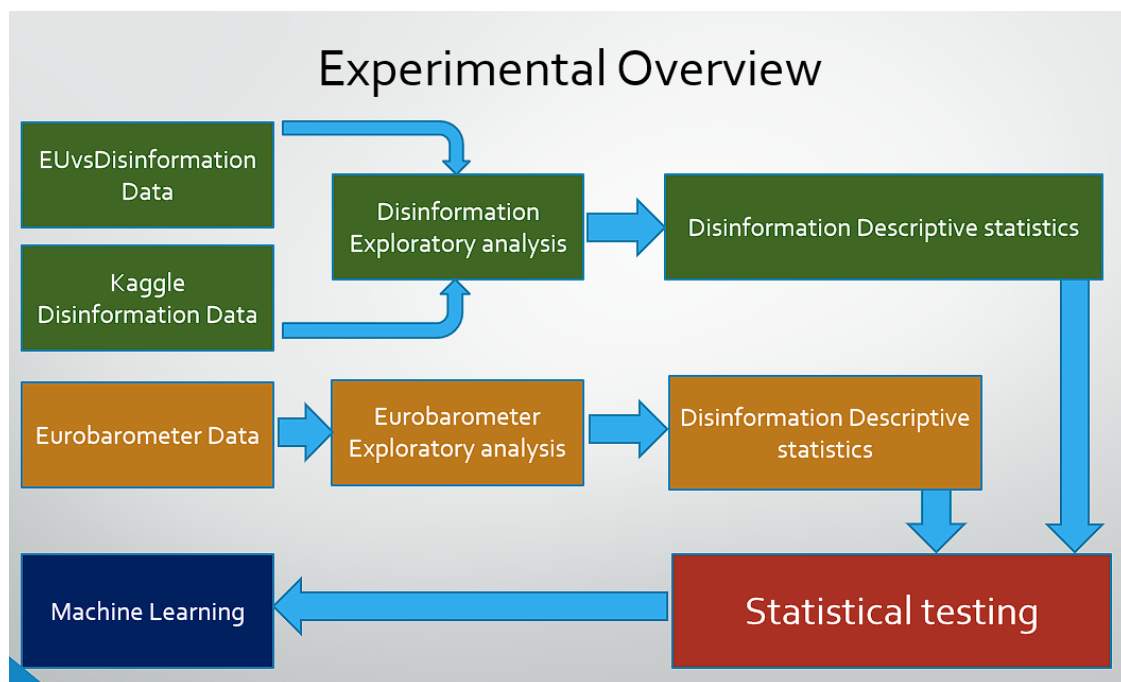 Experimental Overview
EUvsDisinformation
Data
Disinformation
Exploratory analysis
Disinformation Descriptive statistics
Kaggle
Disinformation Data
Eurobarometer Data
Eurobarometer
Exploratory analysis
Disinformation Descriptive
statistics
Machine Learning
Statistical testing